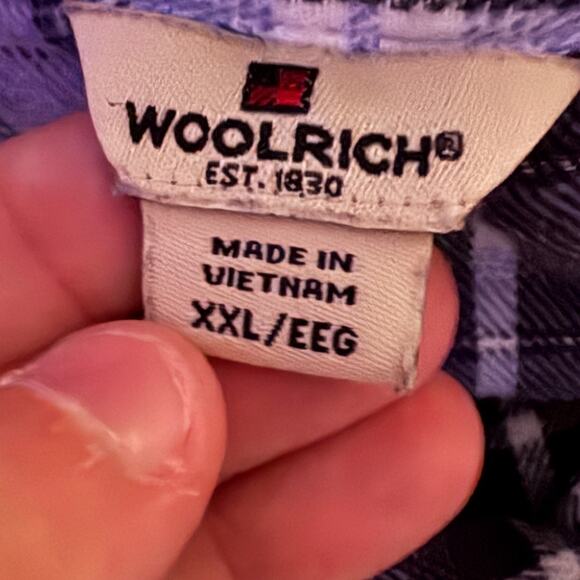 WOOLRICH®
EST. 1830
MADE IN
VIETNAM
XXL/EEG